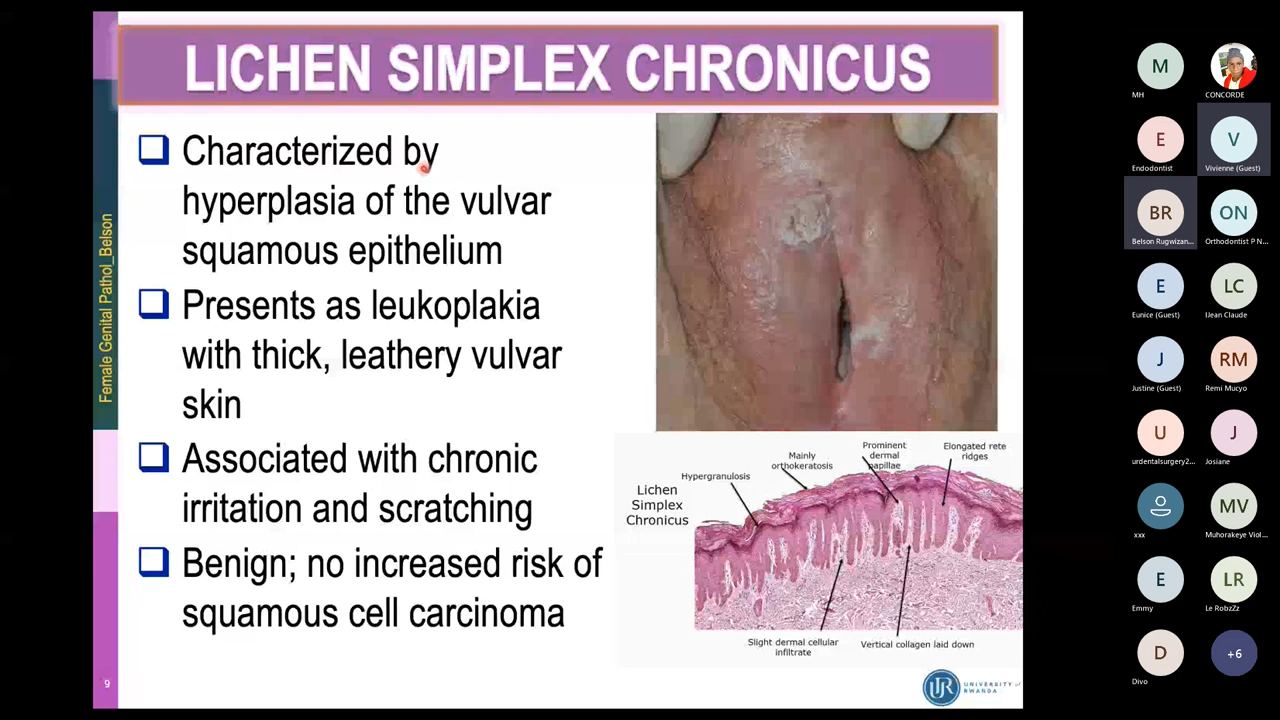 LICHEN SIMPLEX CHRONICUS
Characterized by
hyperplasia of the vulvar
squamous epithelium
Presents as leukoplakia
with thick, leathery vulvar
skin
Associated with chronic
irritation and scratching
Benign; no increased risk of
squamous cell carcinoma
Female Genital Pathol_Belson
9
Lichen
Simplex
Chronicus
Hypergranulosis
Mainly
orthokeratosis
Prominent
dermal
papillae
Elongated rete
ridges
Slight dermal cellular
infiltrate
Vertical collagen laid down
UR
UNIVERSITY of
RWANDA
M
MH
CONCORDE
E
Endodontist
V
Vivienne (Guest)
BR
Belson Rugwizan...
ON
Orthodontist P N...
E
Eunice (Guest)
LC
IJean Claude
J
Justine (Guest)
RM
Remi Mucyo
U
urdentalsurgery2...
J
Josiane
xxx
MV
Muhorakeye Viol...
E
Emmy
LR
Le RobzZz
D
Divo
+6